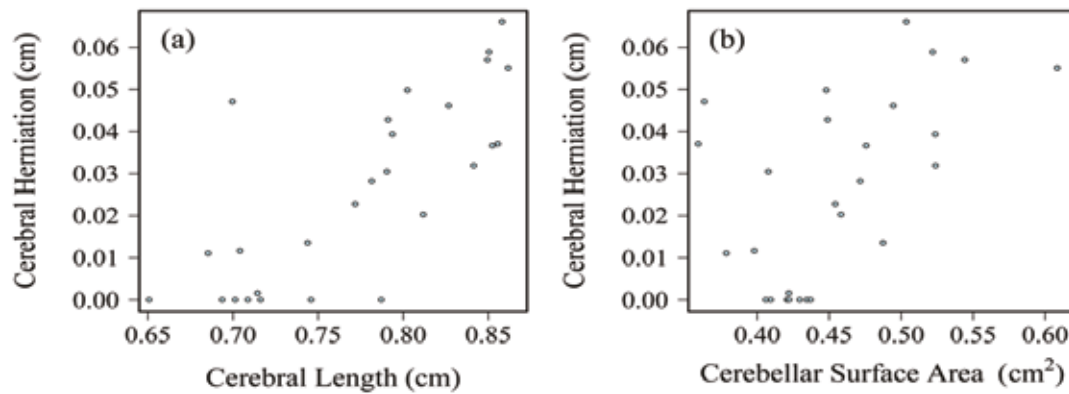 (a)
Cerebral Herniation (cm)
0.06
0.05
0.04
0.03
0.02
0.01
0.00
0.65 0.70 0.75 0.80 0.85
Cerebral Length (cm)
(b)
Cerebral Herniation (cm)
0.06
0.05
0.04
0.03
0.02
0.01
0.00
0.40 0.45 0.50 0.55 0.60
Cerebellar Surface Area (cm²)